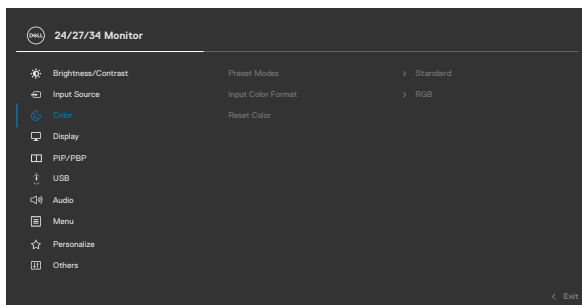 DELL 24/27/34 Monitor
Brightness/Contrast Preset Modes > Standard
Input Source Input Color Format > RGB
Color Reset Color
Display
PIP/PBP
USB
Audio
Menu
Personalize
Others
< Exit